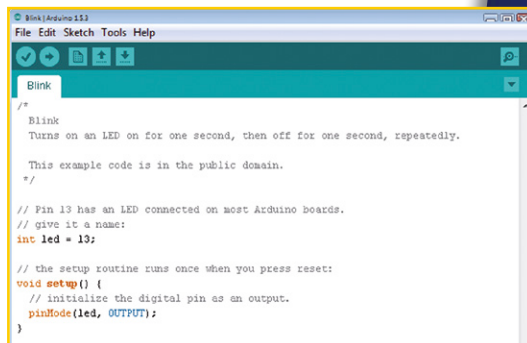 Blink | Arduino 1.5.3
File Edit Sketch Tools Help
Blink
/*
Blink
Turns on an LED on for one second, then off for one second, repeatedly.
This example code is in the public domain.
*/
// Pin 13 has an LED connected on most Arduino boards.
// give it a name:
int led = 13;
// the setup routine runs once when you press reset:
void setup() {
// initialize the digital pin as an output.
pinMode(led, OUTPUT);
}